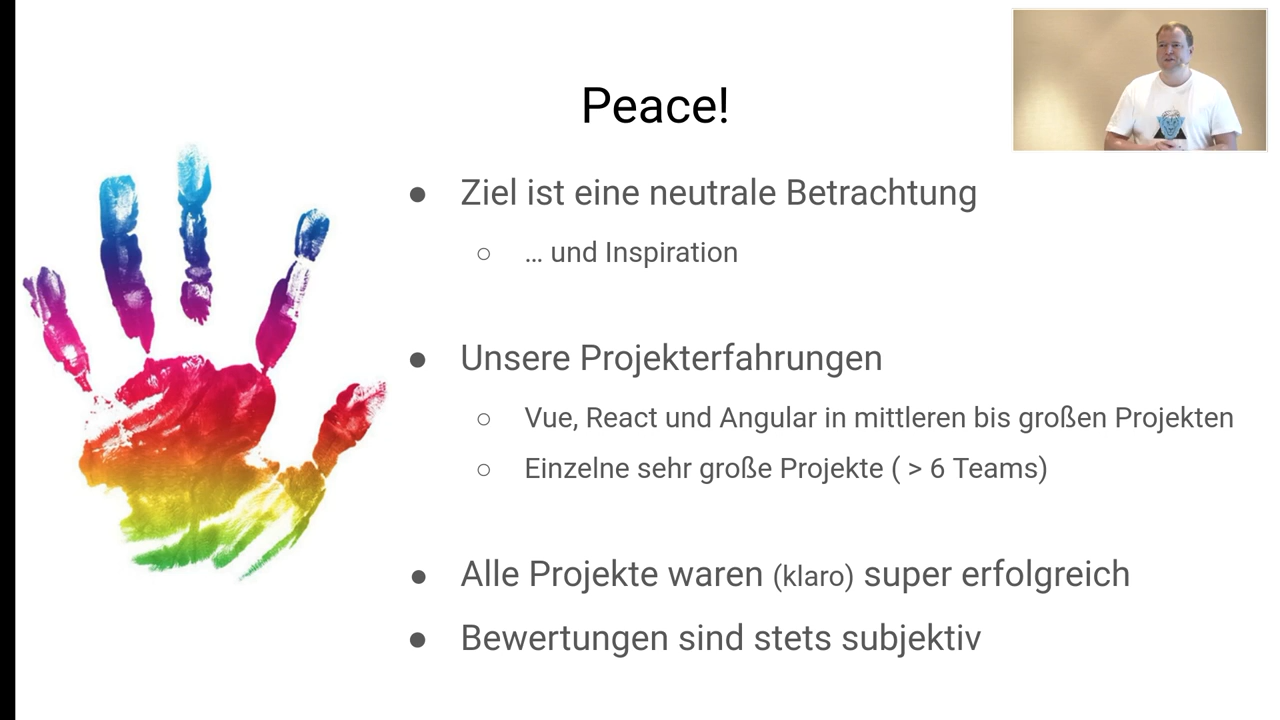 Peace!
● Ziel ist eine neutrale Betrachtung
○ … und Inspiration
● Unsere Projekterfahrungen
○ Vue, React und Angular in mittleren bis großen Projekten
○ Einzelne sehr große Projekte ( > 6 Teams)
● Alle Projekte waren (klaro) super erfolgreich
● Bewertungen sind stets subjektiv